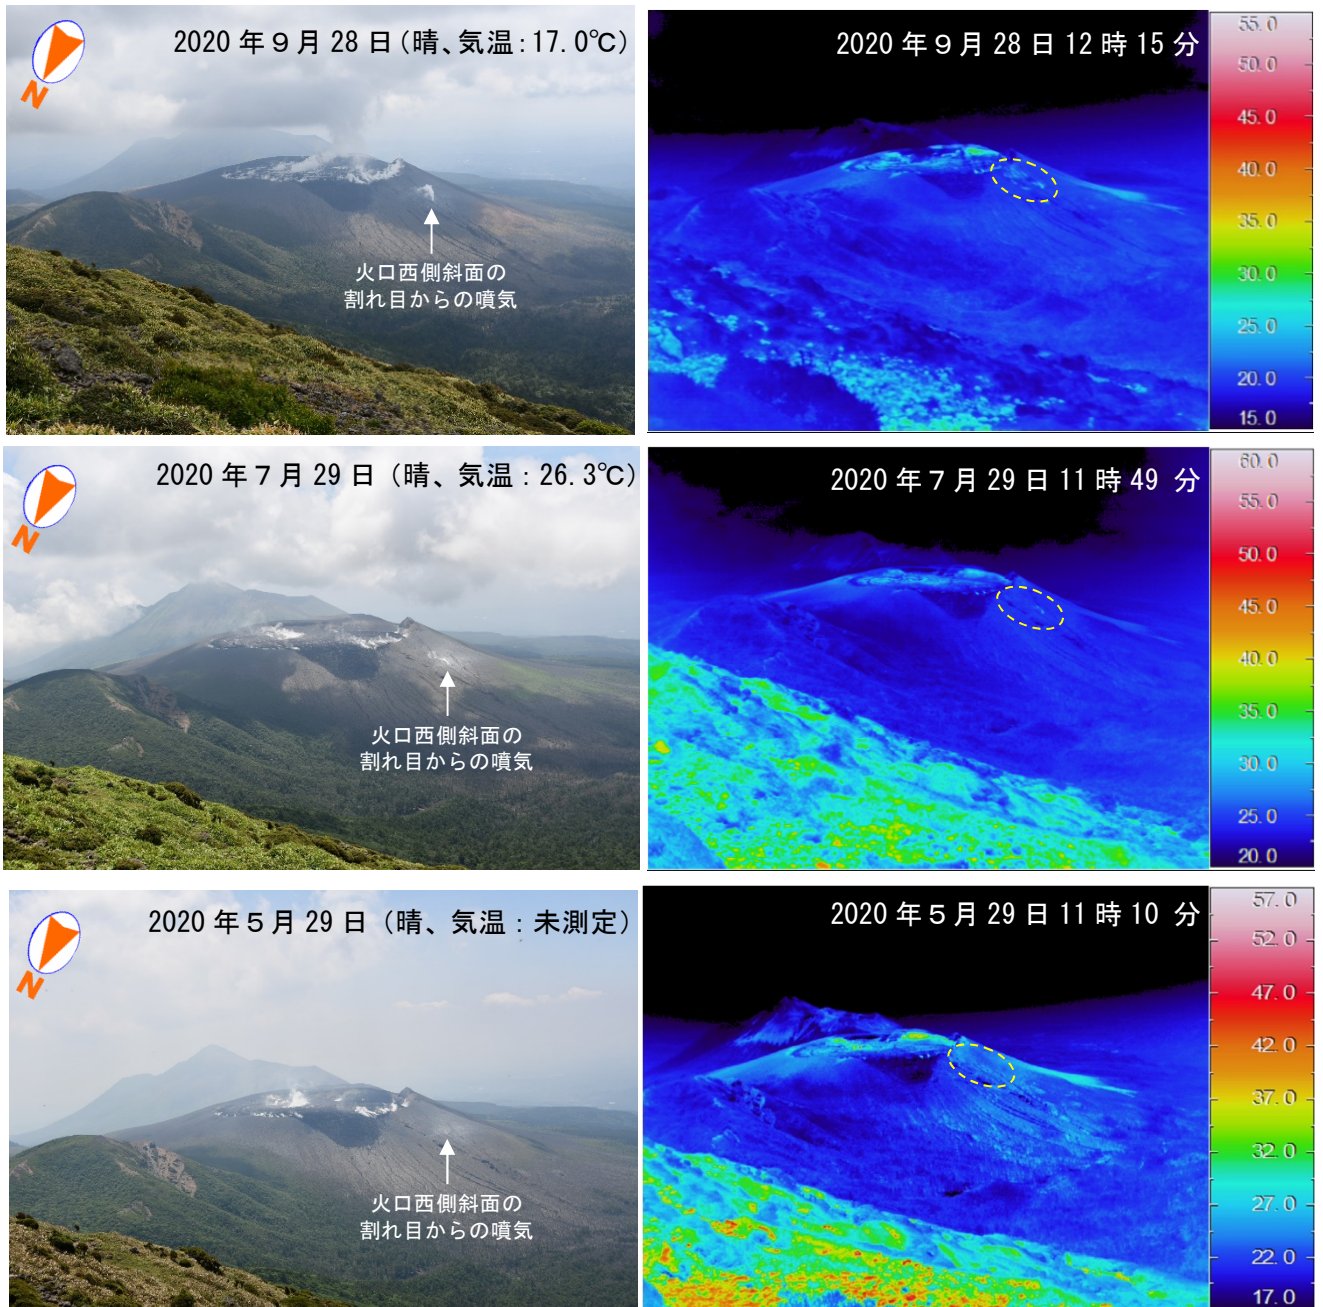 N
2020年9月28日(晴、気温:17.0℃)
火口西側斜面の
割れ目からの噴気
2020年9月28日12時15分
55.0
50.0
45.0
40.0
35.0
30.0
25.0
20.0
15.0
N
2020年7月29日(晴、気温:26.3℃)
火口西側斜面の
割れ目からの噴気
2020年7月29日11時49分
60.0
55.0
50.0
45.0
40.0
35.0
30.0
25.0
20.0
N
2020年5月29日(晴、気温:未測定)
火口西側斜面の
割れ目からの噴気
2020年5月29日11時10分
57.0
52.0
47.0
42.0
37.0
32.0
27.0
22.0
17.0